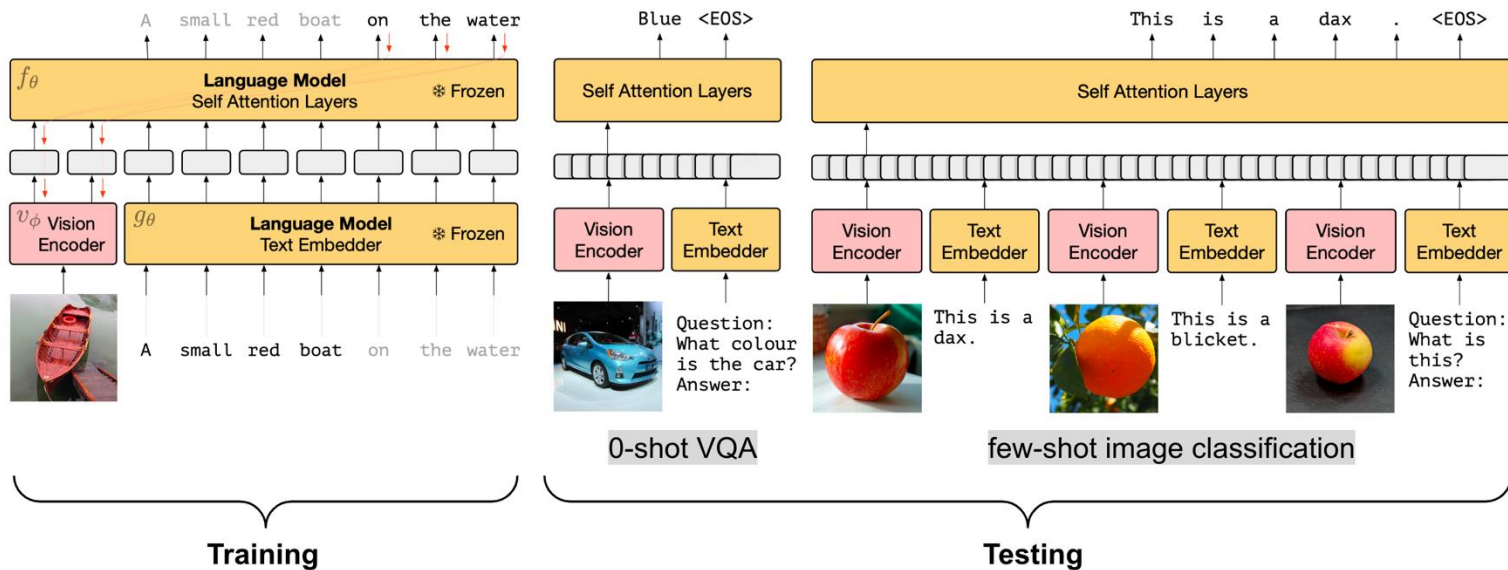 A small red boat on the water
f_θ
Language Model
Self Attention Layers
❄ Frozen
v_ϕ Vision
Encoder
g_θ
Language Model
Text Embedder
❄ Frozen
A small red boat on the water
Training
Blue <EOS>
Self Attention Layers
Vision
Encoder
Text
Embedder
Question:
What colour
is the car?
Answer:
0-shot VQA
This is a dax . <EOS>
Self Attention Layers
Vision
Encoder
Text
Embedder
Vision
Encoder
Text
Embedder
Vision
Encoder
Text
Embedder
This is a
dax.
This is a
blicket.
Question:
What is
this?
Answer:
few-shot image classification
Testing